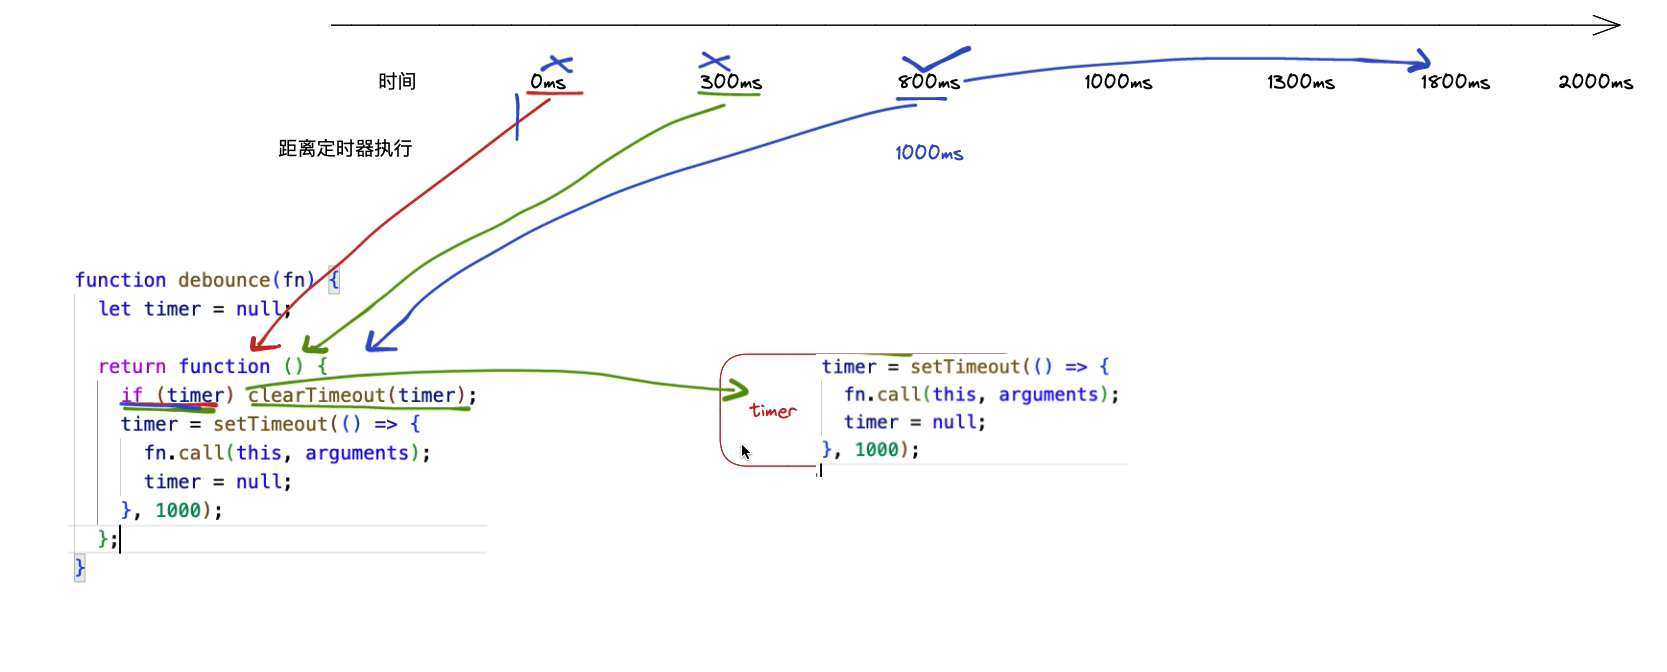 时间 0ms 300ms 800ms 1000ms 1300ms 1800ms 2000ms
距离定时器执行 1000ms
function debounce(fn) {
let timer = null;
return function () {
if (timer) clearTimeout(timer);
timer = setTimeout(() => {
fn.call(this, arguments);
timer = null;
}, 1000);
};
}
timer
timer = setTimeout(() => {
fn.call(this, arguments);
timer = null;
}, 1000);